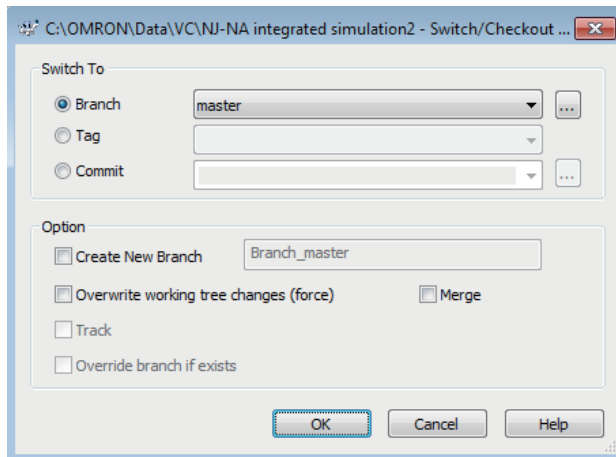 C:\OMRON\Data\VC\NJ-NA integrated simulation2 - Switch/Checkout ...
Switch To
Branch master ...
Tag
Commit ...
Option
Create New Branch Branch_master
Overwrite working tree changes (force) Merge
Track
Override branch if exists
OK Cancel Help